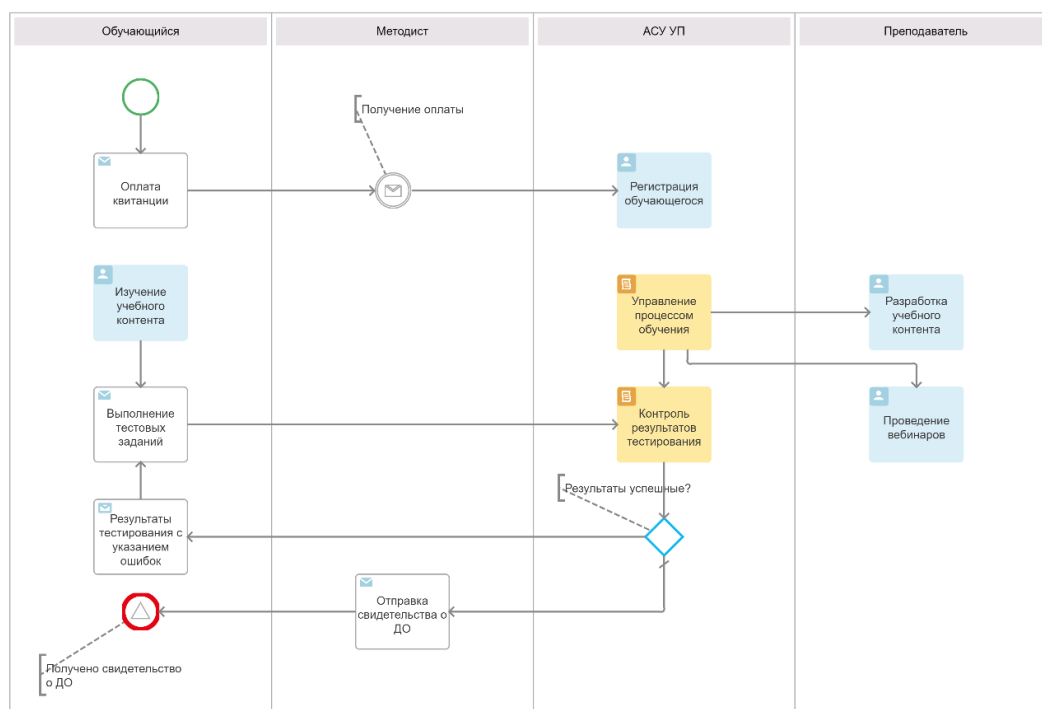 Обучающийся
Методист
АСУ УП
Преподаватель
Получение оплаты
Оплата
квитанции
Регистрация
обучающегося
Изучение
учебного
контента
Управление
процессом
обучения
Разработка
учебного
контента
Выполнение
тестовых
заданий
Контроль
результатов
тестирования
Проведение
вебинаров
Результаты успешные?
Результаты
тестирования с
указанием
ошибок
Отправка
свидетельства о
ДО
Получено свидетельство
о ДО